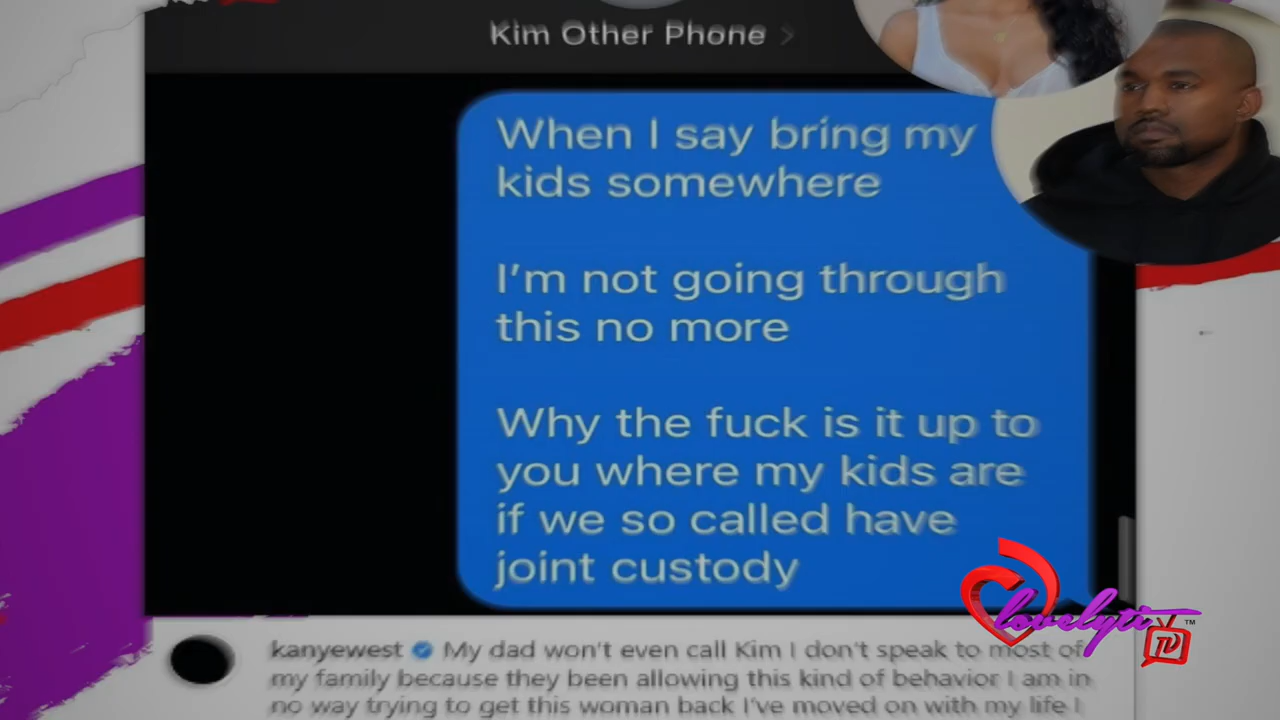 Kim Other Phone >
When I say bring my
kids somewhere
I'm not going through
this no more
Why the fuck is it up to
you where my kids are
if we so called have
joint custody
lovelyti
TV™
kanyewest My dad won't even call Kim I don't speak to most of
my family because they been allowing this kind of behavior I am in
no way trying to get this woman back I've moved on with my life I